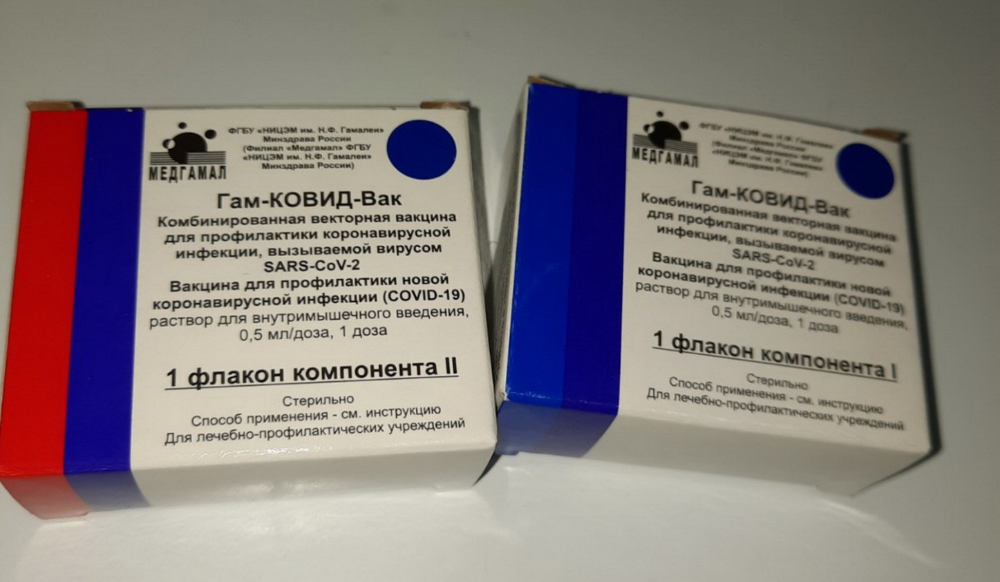 МЕДГАМАЛ
ФГБУ «НИЦЭМ им. Н.Ф. Гамалеи»
Минздрава России
(Филиал «Медгамал» ФГБУ
«НИЦЭМ им. Н.Ф. Гамалеи»
Минздрава России)
Гам-КОВИД-Вак
Комбинированная векторная вакцина
для профилактики коронавирусной
инфекции, вызываемой вирусом
SARS-CoV-2
Вакцина для профилактики новой
коронавирусной инфекции (COVID-19)
раствор для внутримышечного введения,
0,5 мл/доза, 1 доза
1 флакон компонента II
Стерильно
Способ применения - см. инструкцию
Для лечебно-профилактических учреждений
МЕДГАМАЛ
ФГБУ «НИЦЭМ им. Н.Ф. Гамалеи»
Минздрава России
(Филиал «Медгамал» ФГБУ
«НИЦЭМ им. Н.Ф. Гамалеи»
Минздрава России)
Гам-КОВИД-Вак
Комбинированная векторная вакцина
для профилактики коронавирусной
инфекции, вызываемой вирусом
SARS-CoV-2
Вакцина для профилактики новой
коронавирусной инфекции (COVID-19)
раствор для внутримышечного введения,
0,5 мл/доза, 1 доза
1 флакон компонента I
Стерильно
Способ применения - см. инструкцию
Для лечебно-профилактических учреждений